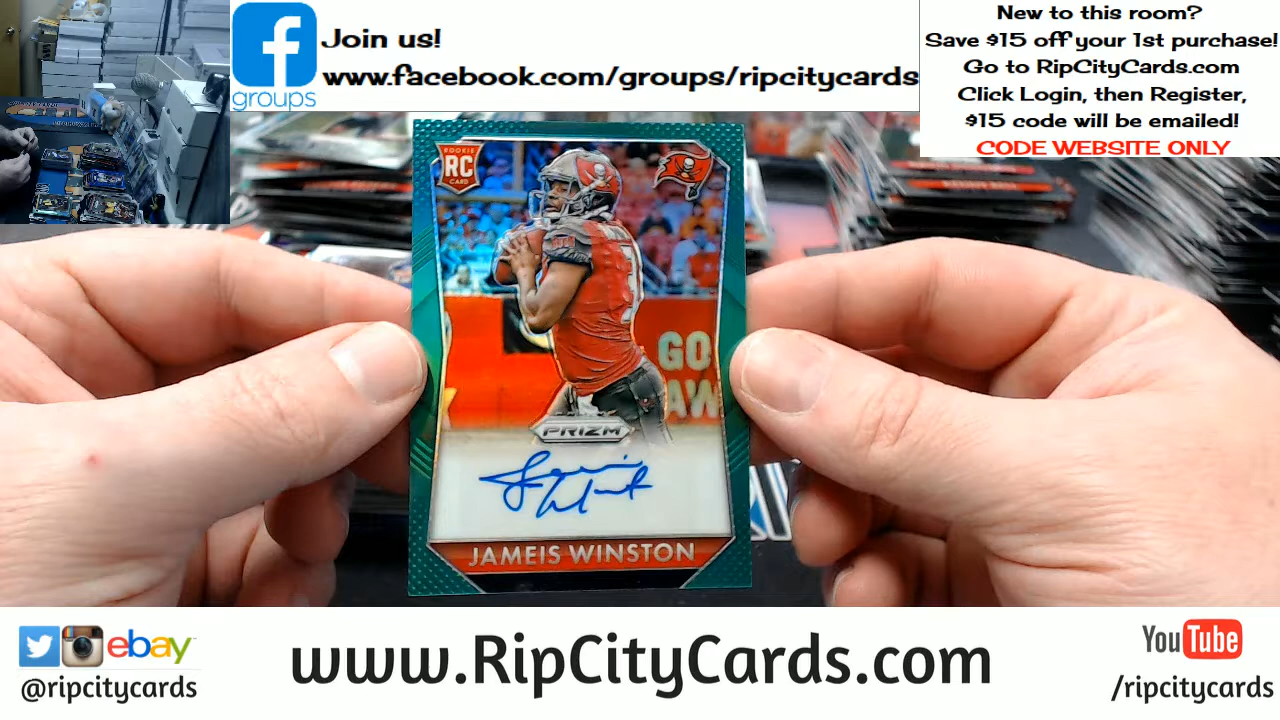 Join us!
www.facebook.com/groups/ripcitycards
groups
New to this room?
Save $15 off your 1st purchase!
Go to RipCityCards.com
Click Login, then Register,
$15 code will be emailed!
CODE WEBSITE ONLY
ROOKIE
RC
CARD
GO
AW
PRIZM
JAMEIS WINSTON
ebay
@ripcitycards
www.RipCityCards.com
YouTube
/ripcitycards